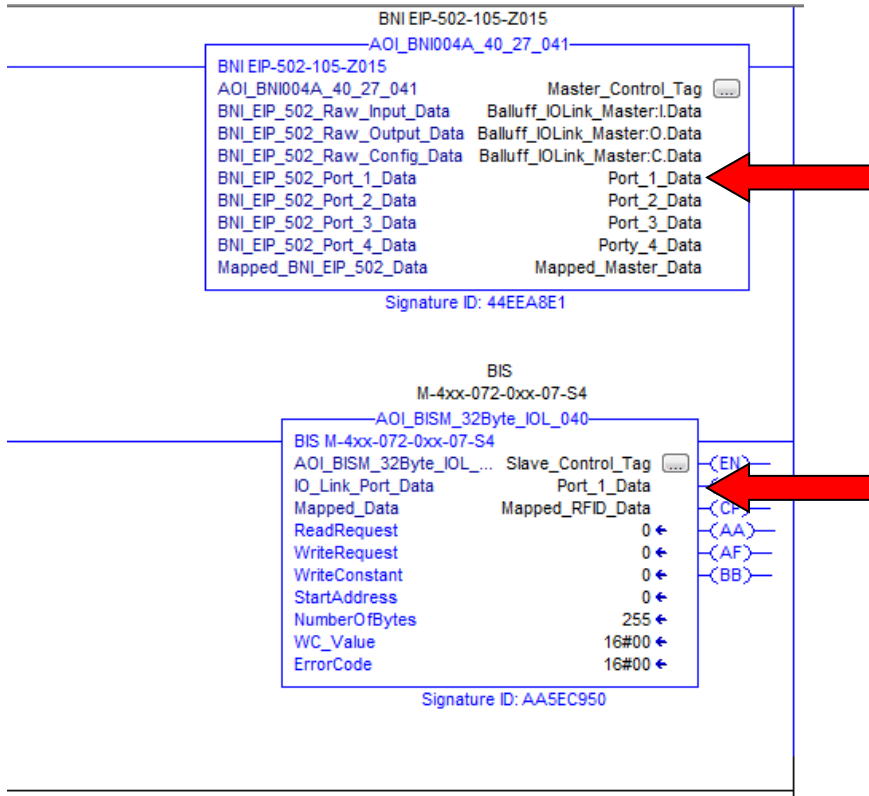 BNI EIP-502-105-Z015
AOI_BNI004A_40_27_041
BNI EIP-502-105-Z015
AOI_BNI004A_40_27_041 Master_Control_Tag ...
BNI_EIP_502_Raw_Input_Data Balluff_IOLink_Master:I.Data
BNI_EIP_502_Raw_Output_Data Balluff_IOLink_Master:O.Data
BNI_EIP_502_Raw_Config_Data Balluff_IOLink_Master:C.Data
BNI_EIP_502_Port_1_Data Port_1_Data
BNI_EIP_502_Port_2_Data Port_2_Data
BNI_EIP_502_Port_3_Data Port_3_Data
BNI_EIP_502_Port_4_Data Porty_4_Data
Mapped_BNI_EIP_502_Data Mapped_Master_Data
Signature ID: 44EEA8E1
BIS
M-4xx-072-0xx-07-S4
AOI_BISM_32Byte_IOL_040
BIS M-4xx-072-0xx-07-S4
AOI_BISM_32Byte_IOL_... Slave_Control_Tag ... EN
IO_Link_Port_Data Port_1_Data
Mapped_Data Mapped_RFID_Data CP
ReadRequest 0 AA
WriteRequest 0 AF
WriteConstant 0 BB
StartAddress 0
NumberOfBytes 255
WC_Value 16#00
ErrorCode 16#00
Signature ID: AA5EC950